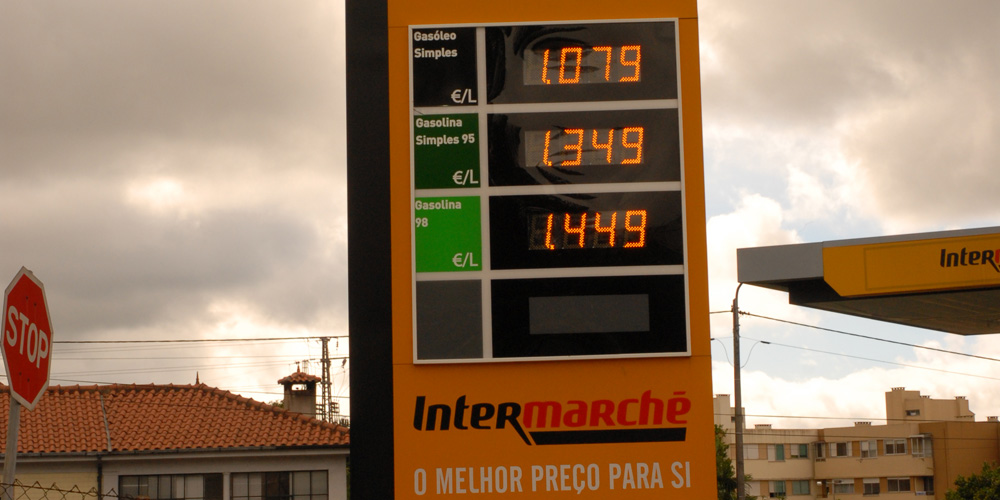 Gasóleo
Simples
€/L
1.079
Gasolina
Simples 95
€/L
1.349
Gasolina
98
€/L
1.449
STOP
Intermarchē
O MELHOR PREÇO PARA SI
Inter